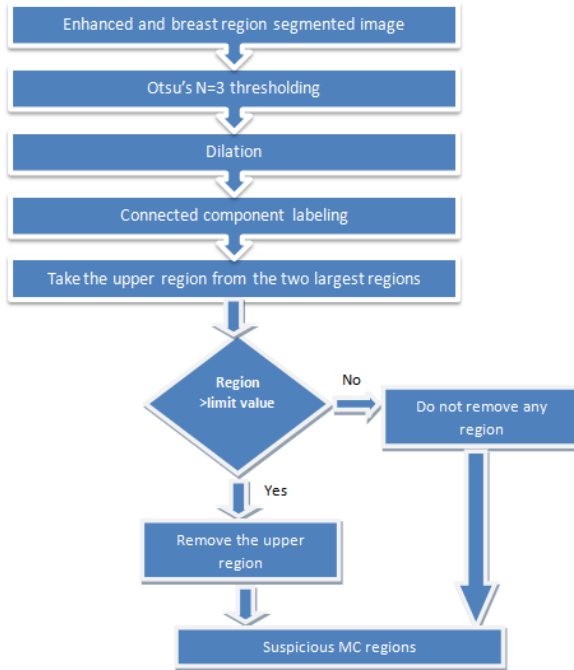 Enhanced and breast region segmented image
Otsu's N=3 thresholding
Dilation
Connected component labeling
Take the upper region from the two largest regions
Region
>limit value
No
Do not remove any
region
Yes
Remove the upper
region
Suspicious MC regions